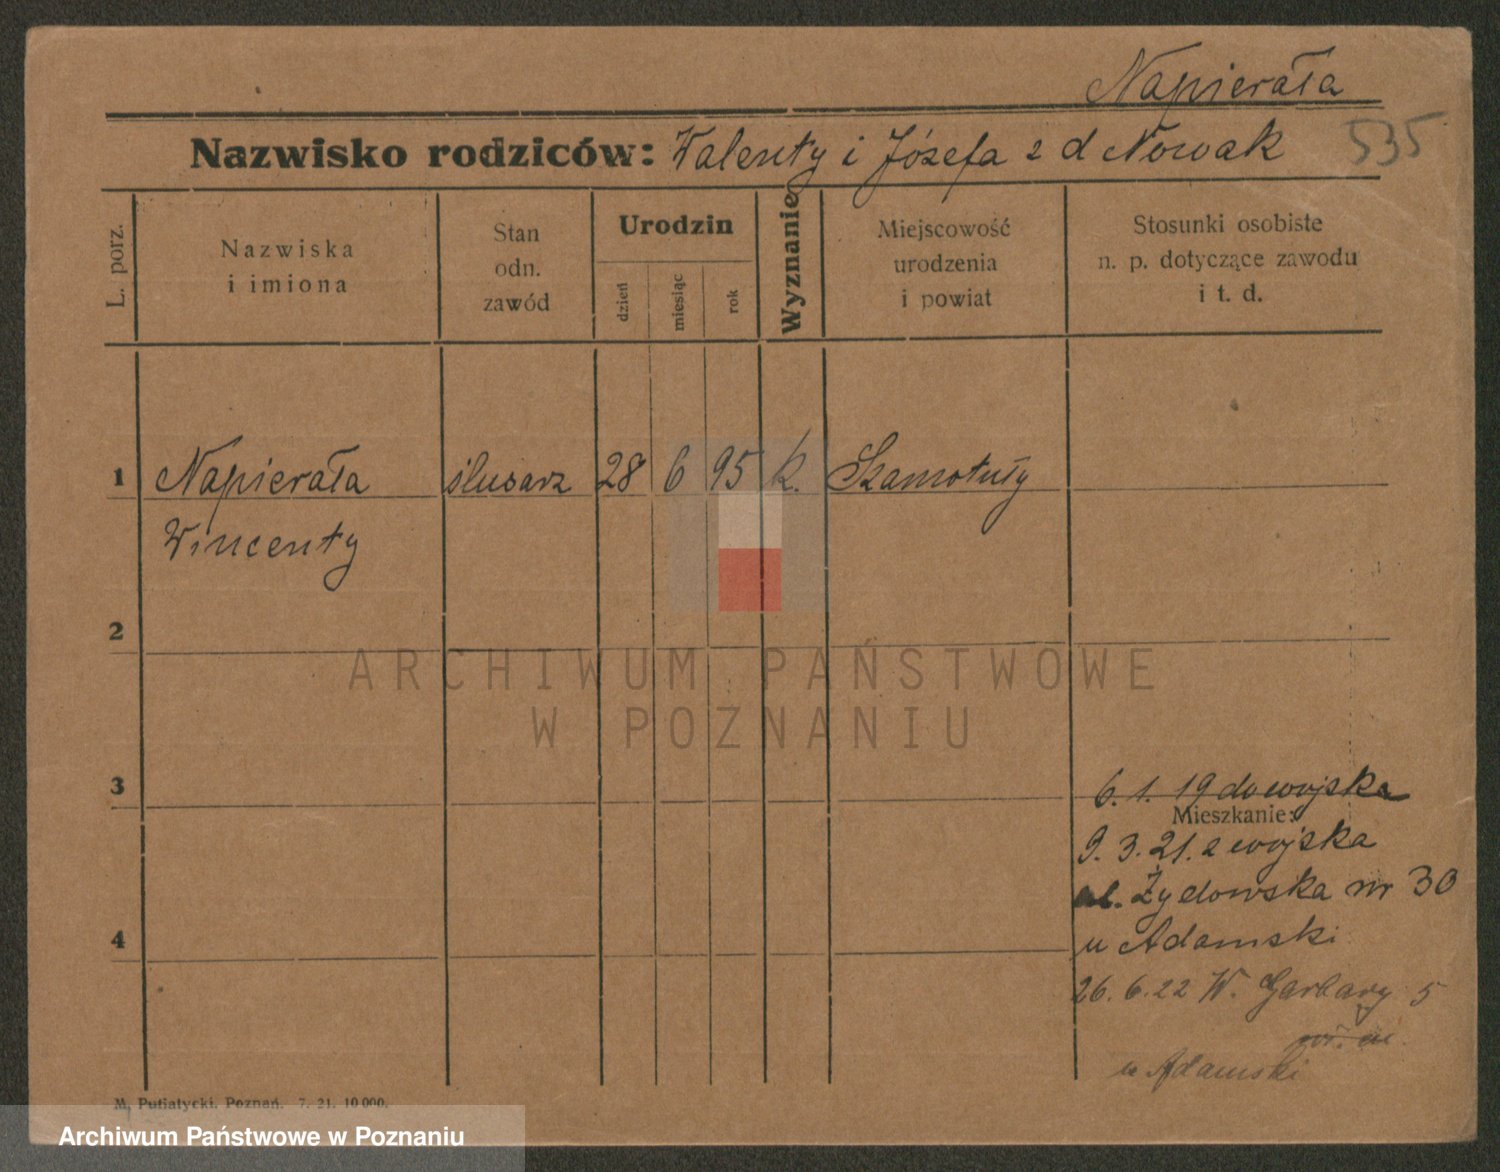 Napierała
Nazwisko rodziców: Walenty i Józefa z d Nowak 535
L. porz.
Nazwiska
i imiona
Stan
odn.
zawód
Urodzin
dzień
miesiąc
rok
Wyznanie
Miejscowość
urodzenia
i powiat
Stosunki osobiste
n. p. dotyczące zawodu
i t. d.
1 Napierała ślusarz 28 6 95 k. Szamotuły
Wincenty
2
ARCHIWUM PAŃSTWOWE
W POZNANIU
3
6. 1. 19 do wojska
Mieszkanie:
9. 3. 21. z wojska
ul. Żydowska nr 30
4
u Adamski
26. 6. 22 W. Garbary 5
u Adamski
M. Putiatycki. Poznań. 7. 21. 10 000.
Archiwum Państwowe w Poznaniu